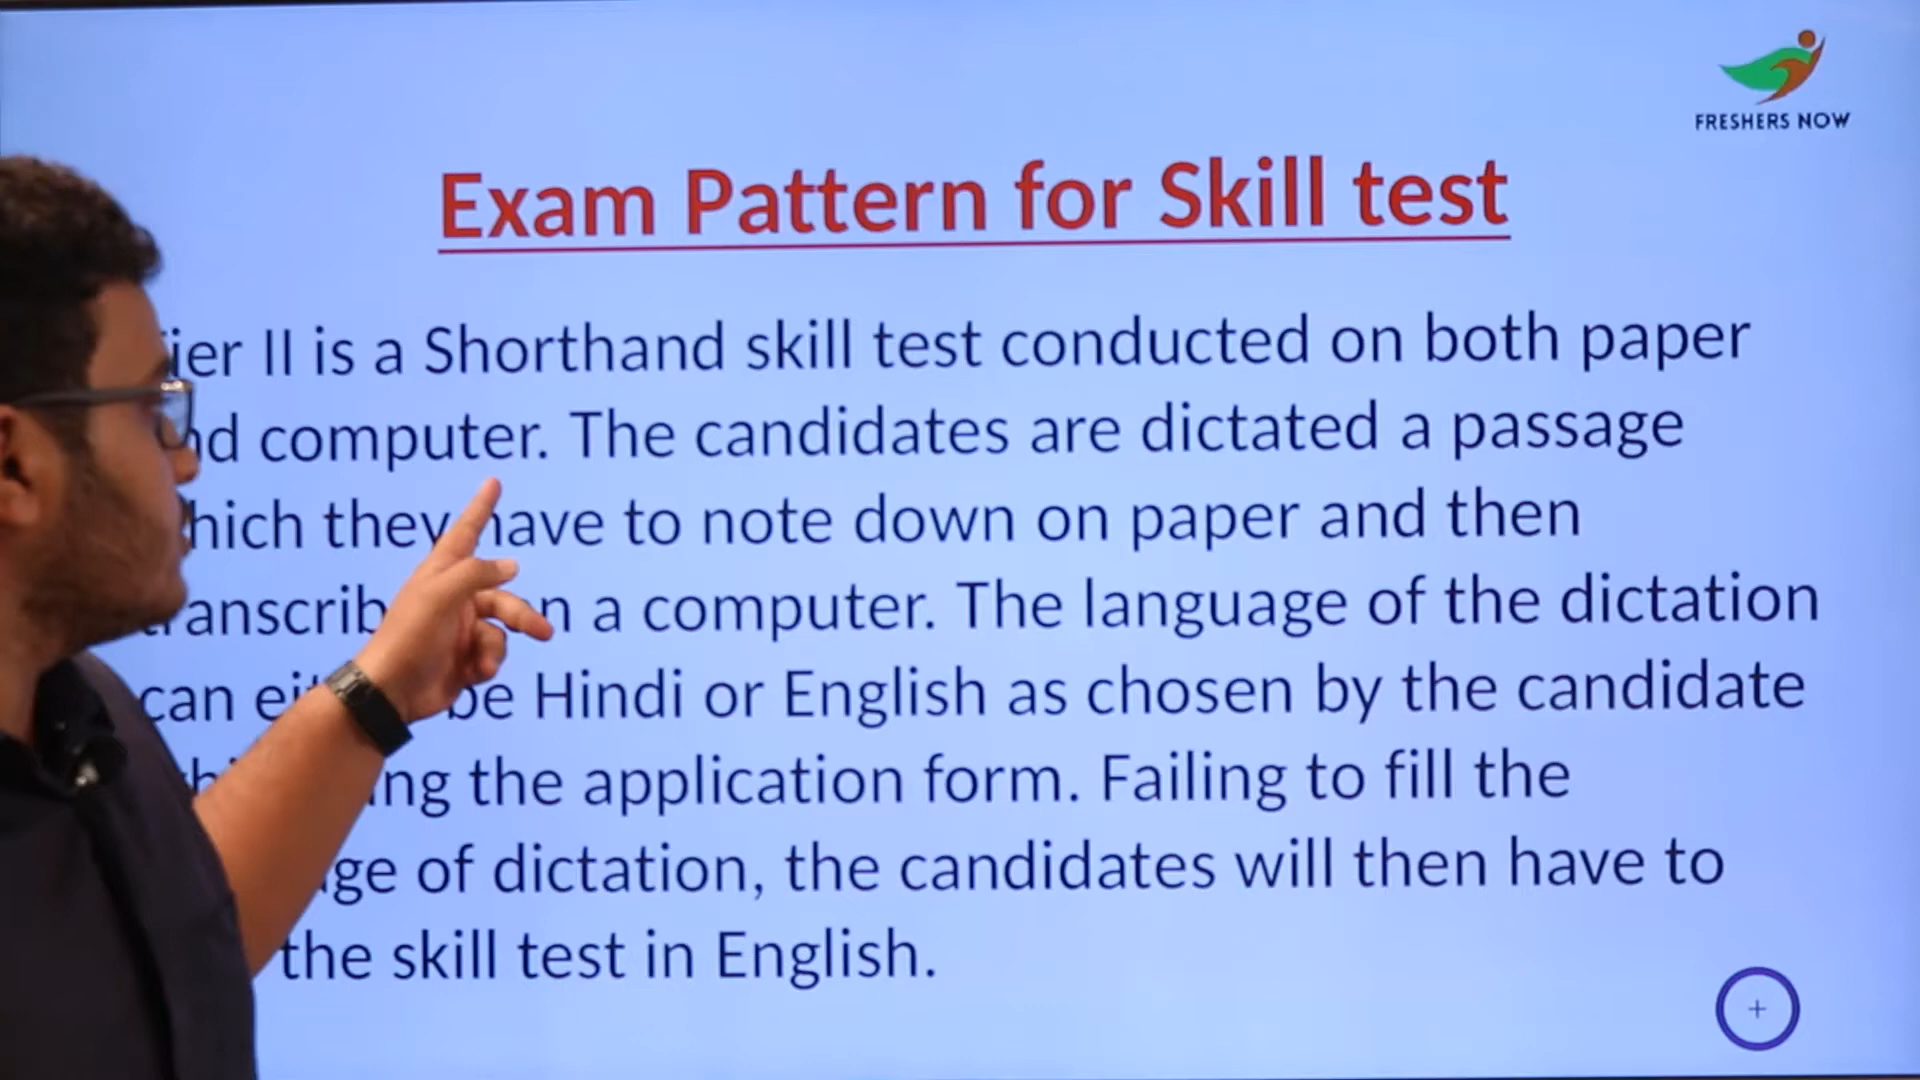 FRESHERS NOW
Exam Pattern for Skill test
ier II is a Shorthand skill test conducted on both paper
computer. The candidates are dictated a passage
hich they have to note down on paper and then
a computer. The language of the dictation
can be Hindi or English as chosen by the candidate
the application form. Failing to fill the
of dictation, the candidates will then have to
the skill test in English.